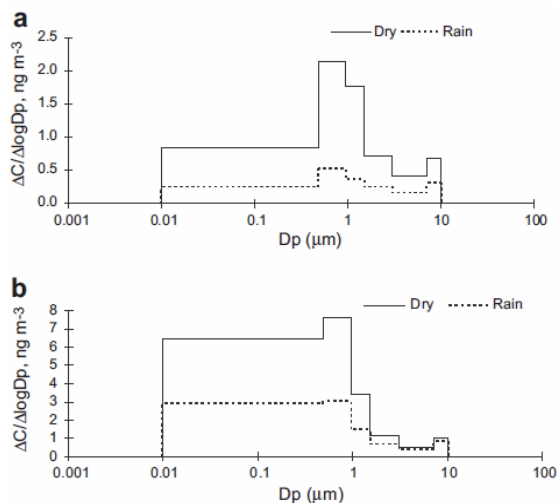 a
Dry Rain
ΔC/ΔlogDp, ng m-3
2.5
2.0
1.5
1.0
0.5
0.0
0.001 0.01 0.1 1 10 100
Dp (μm)
b
Dry Rain
ΔC/ΔlogDp, ng m-3
8
7
6
5
4
3
2
1
0
0.001 0.01 0.1 1 10 100
Dp (μm)